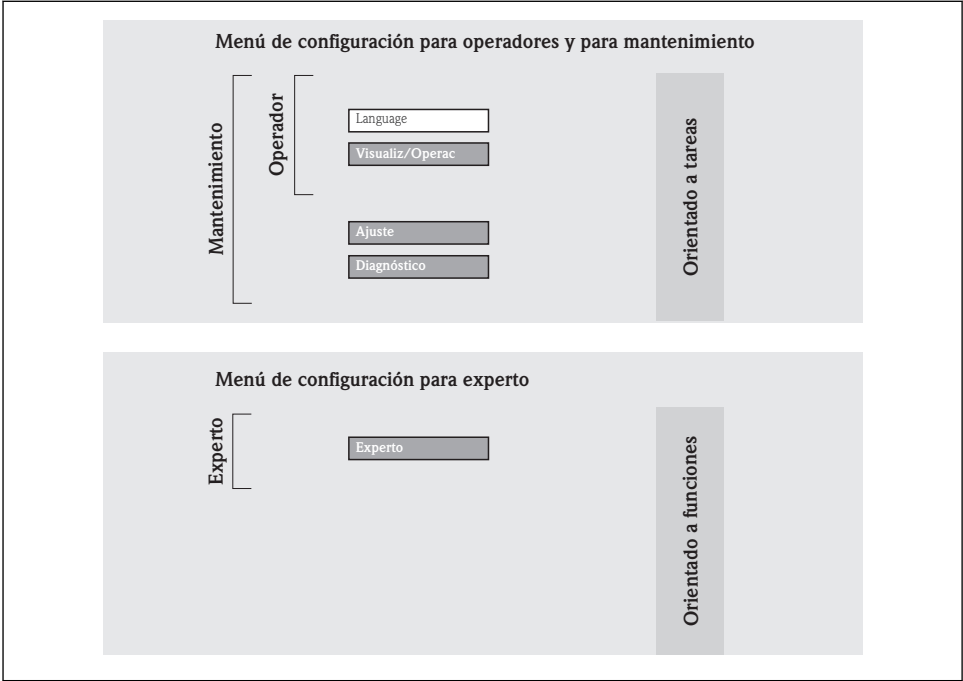 Menú de configuración para operadores y para mantenimiento
Mantenimiento
Operador
Language
Visualiz/Operac
Ajuste
Diagnóstico
Orientado a tareas
Menú de configuración para experto
Experto
Experto
Orientado a funciones